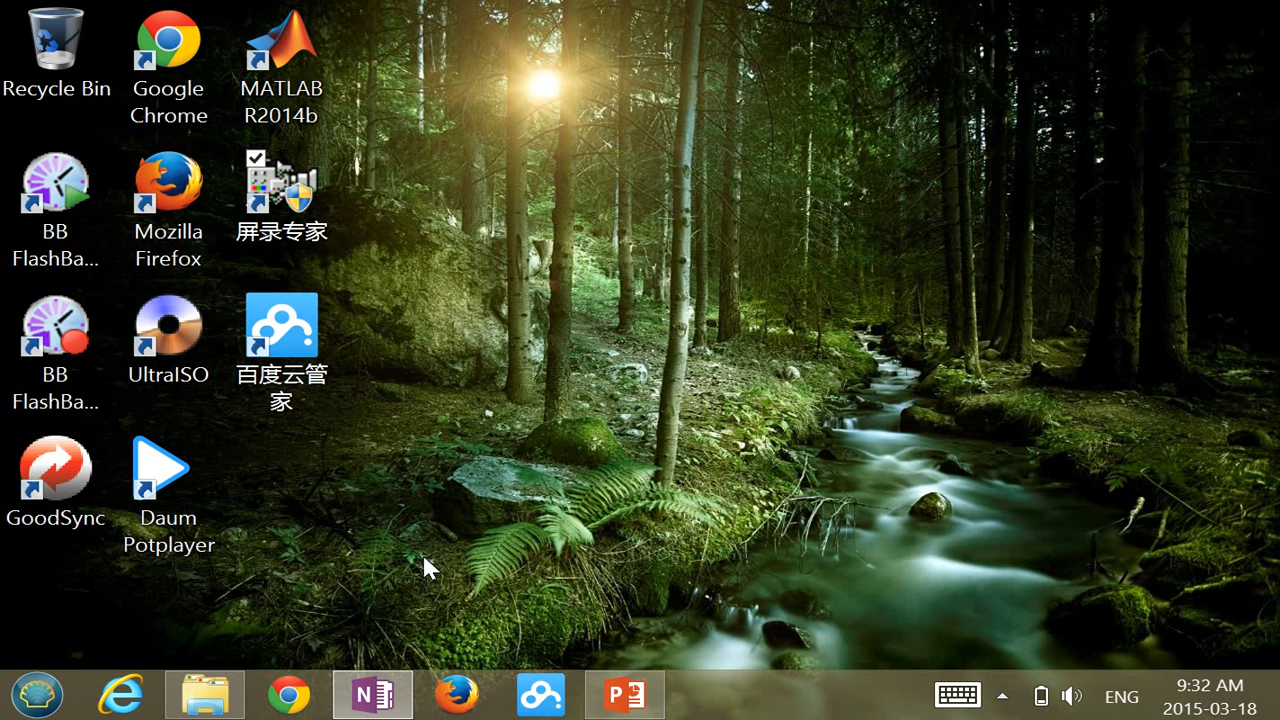 Recycle Bin
Google
Chrome
MATLAB
R2014b
BB
FlashBa...
Mozilla
Firefox
屏录专家
BB
FlashBa...
UltraISO
百度云管
家
GoodSync
Daum
Potplayer
N
P
ENG
9:32 AM
2015-03-18